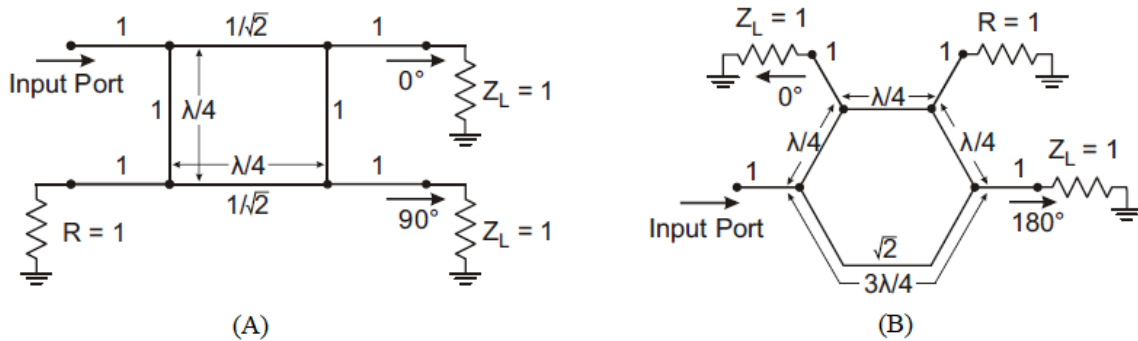 1 1/√2 1
Input Port
0°
Z_L = 1
1 λ/4 1
1 λ/4 1
1/√2
90°
R = 1
Z_L = 1
(A)
Z_L = 1 R = 1
1 1
0°
λ/4
λ/4 λ/4
1 1 Z_L = 1
Input Port
180°
√2
3λ/4
(B)